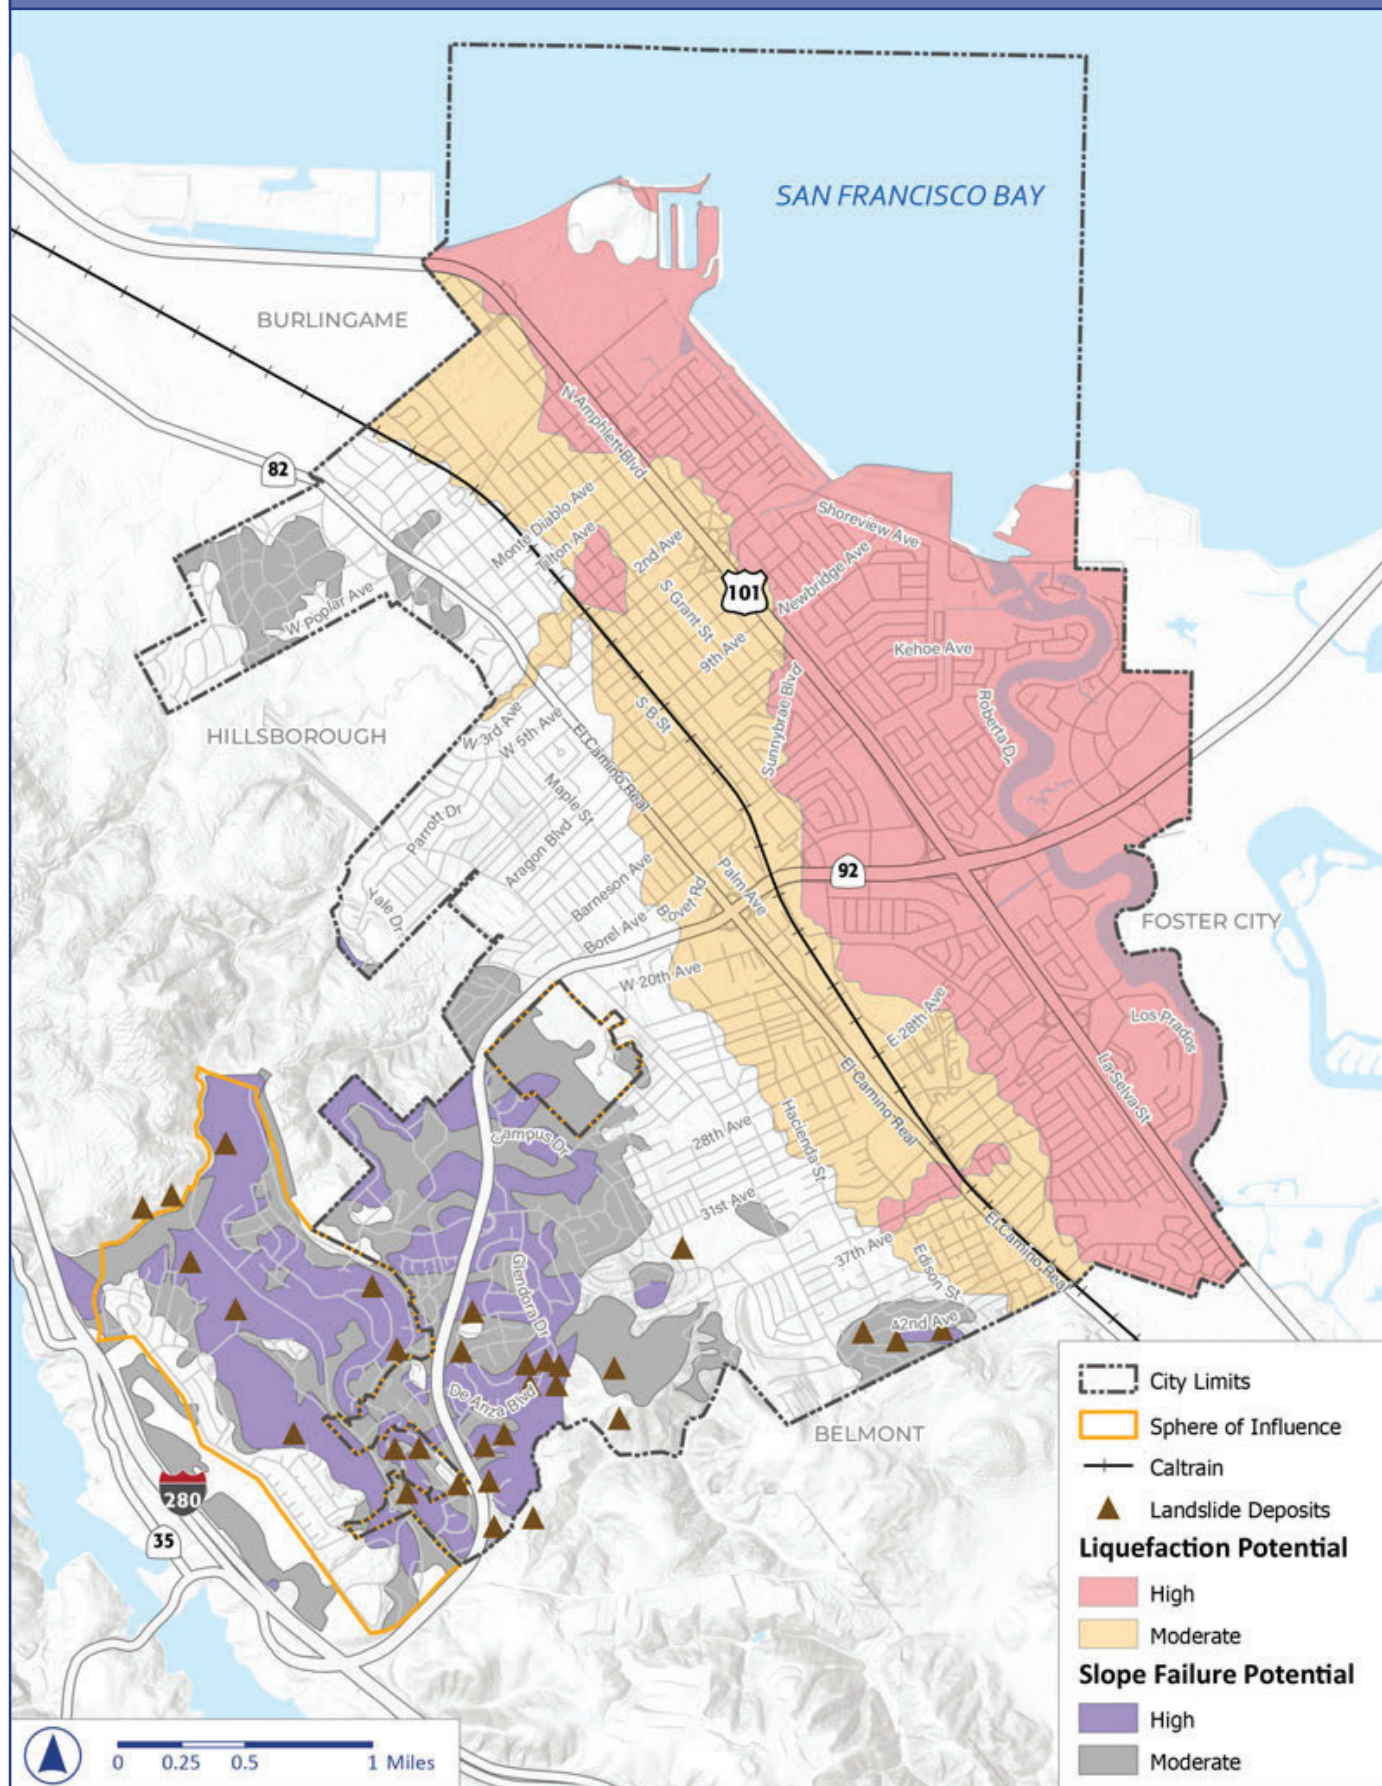 SAN FRANCISCO BAY
BURLINGAME
82
N Amphlett Blvd
Monte Diablo Ave
Tilton Ave
2nd Ave
Shoreview Ave
101
Newbridge Ave
S Grant St
W Poplar Ave
9th Ave
Kehoe Ave
HILLSBOROUGH
W 3rd Ave
W 5th Ave
S B St
Sunnybrae Blvd
Roberta Dr
El Camino Real
Maple St
Parrott Dr
Aragon Blvd
92
Barneson Ave
Palm Ave
Bovet Rd
Yale Dr
Borel Ave
FOSTER CITY
W 20th Ave
E 28th Ave
Los Prados
El Camino Real
La Selva St
Campus Dr
28th Ave
Hacienda St
31st Ave
37th Ave
El Camino Real
Edison St
Glendora Dr
42nd Ave
De Anza Blvd
BELMONT
280
35
City Limits
Sphere of Influence
Caltrain
Landslide Deposits
Liquefaction Potential
High
Moderate
Slope Failure Potential
High
Moderate
0 0.25 0.5 1 Miles